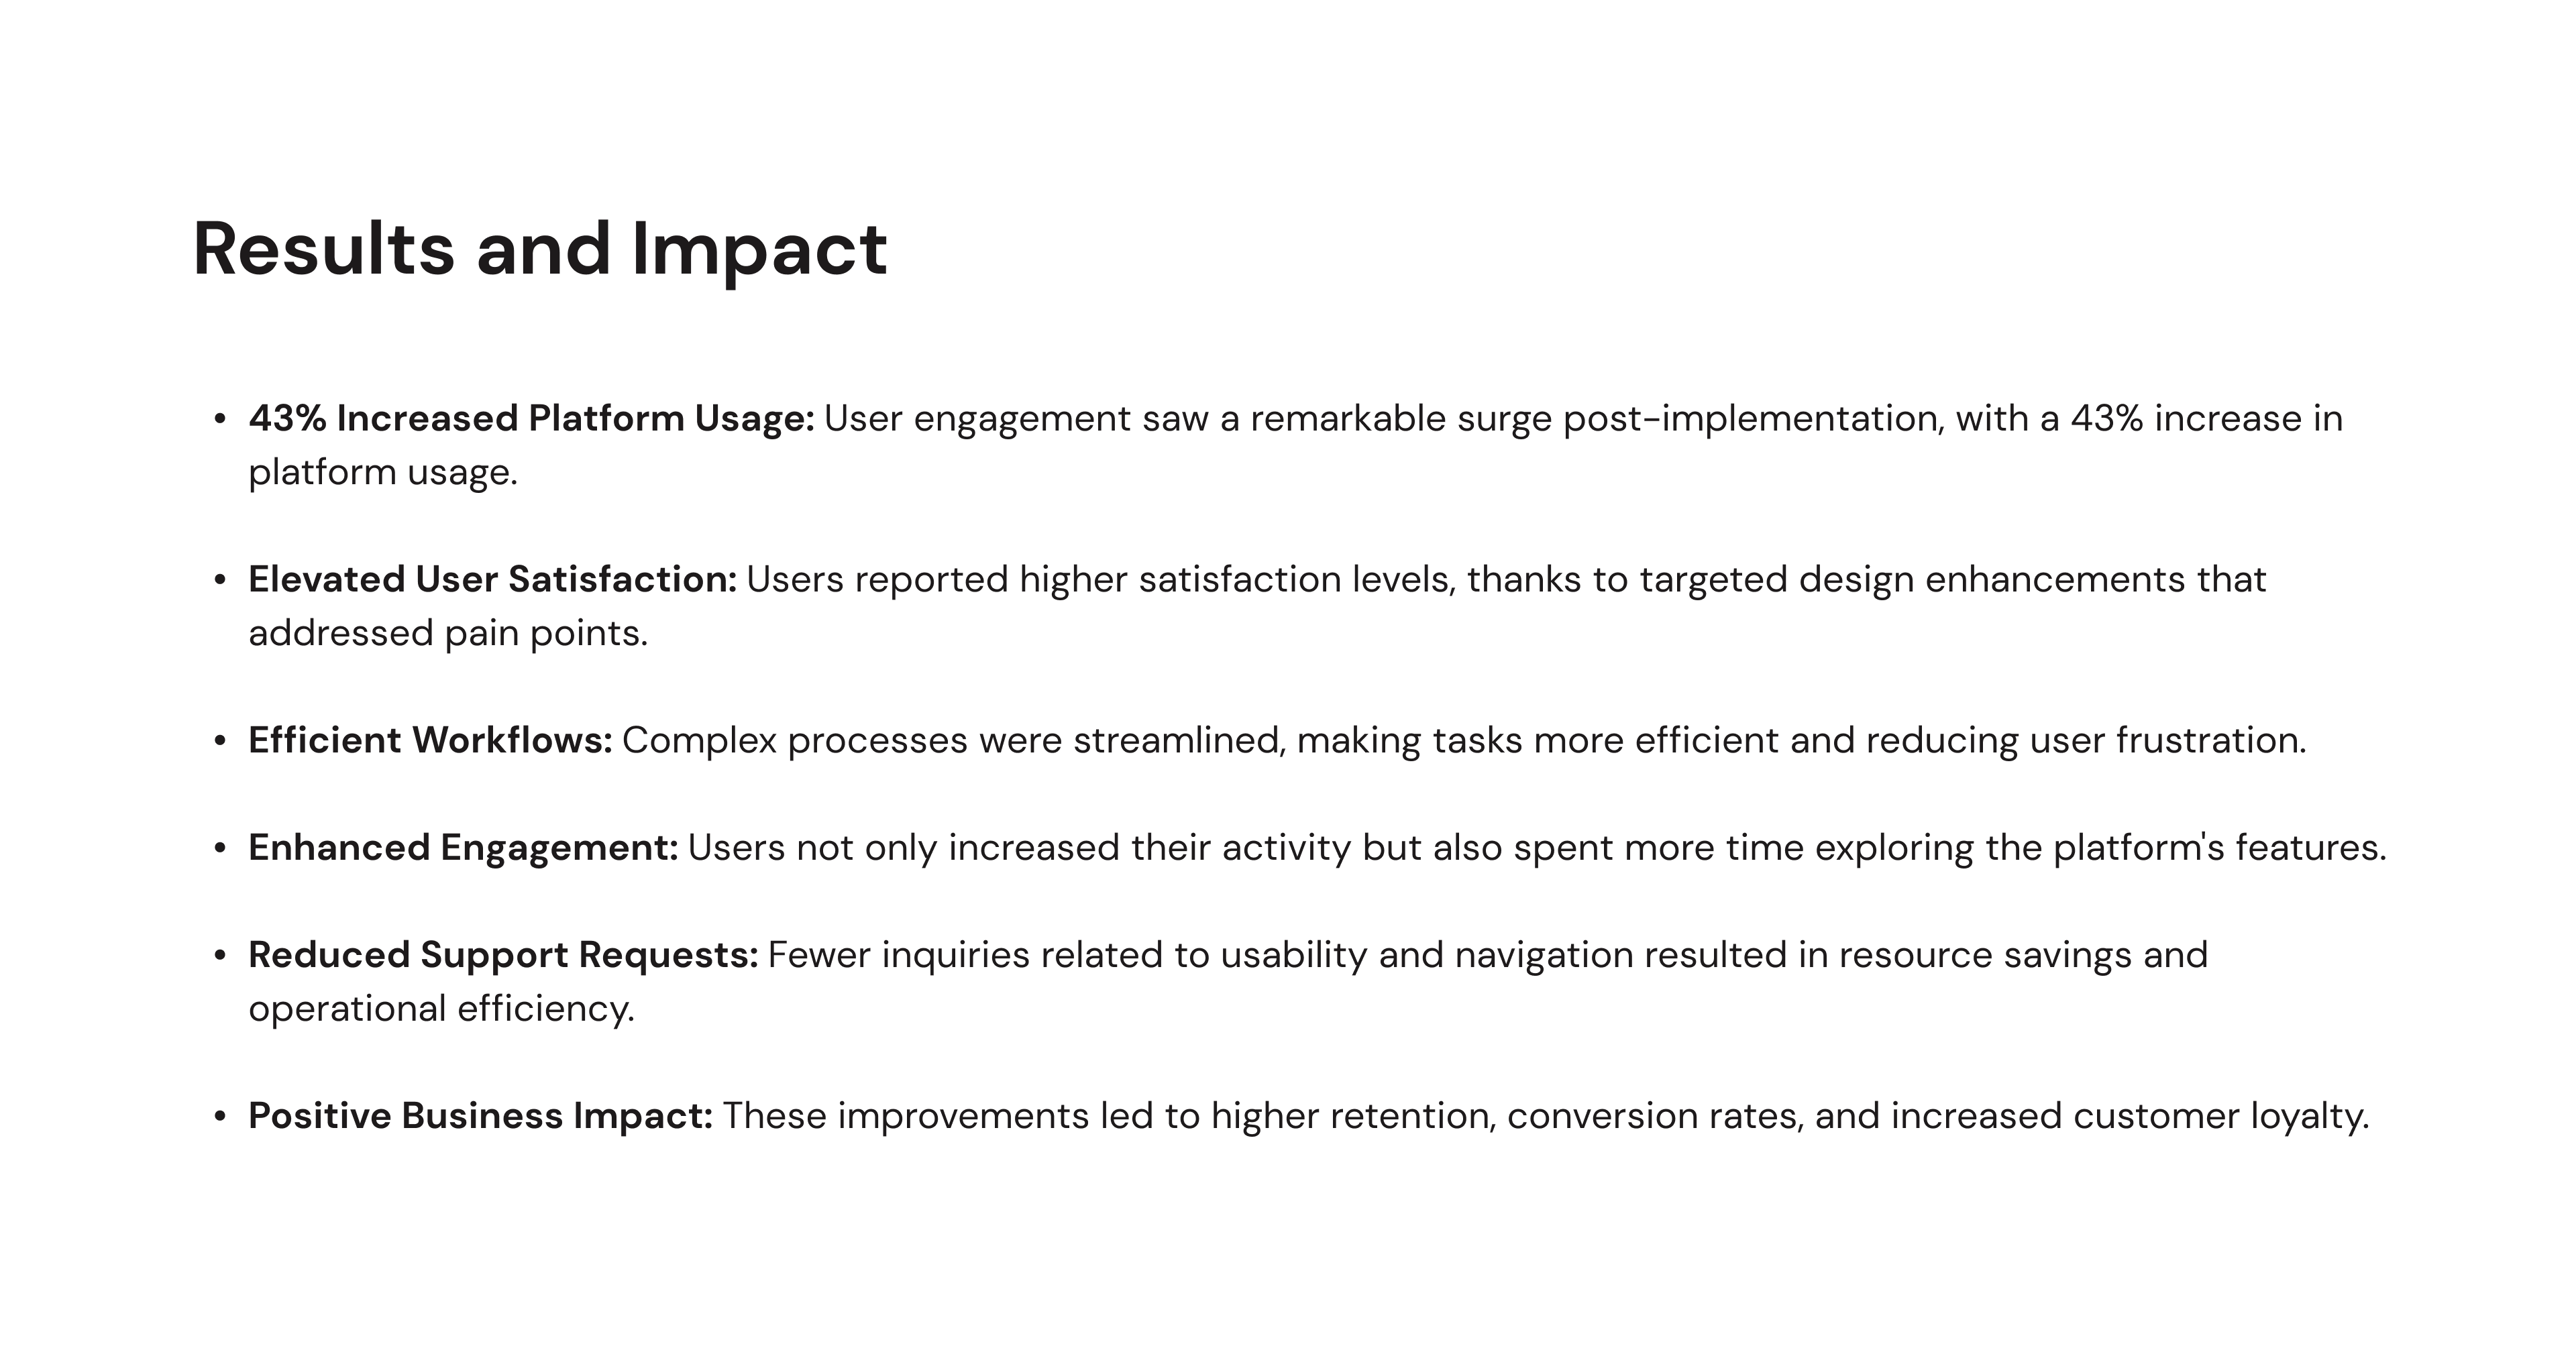 Results and Impact
• 43% Increased Platform Usage: User engagement saw a remarkable surge post-implementation, with a 43% increase in
platform usage.
• Elevated User Satisfaction: Users reported higher satisfaction levels, thanks to targeted design enhancements that
addressed pain points.
• Efficient Workflows: Complex processes were streamlined, making tasks more efficient and reducing user frustration.
• Enhanced Engagement: Users not only increased their activity but also spent more time exploring the platform's features.
• Reduced Support Requests: Fewer inquiries related to usability and navigation resulted in resource savings and
operational efficiency.
• Positive Business Impact: These improvements led to higher retention, conversion rates, and increased customer loyalty.